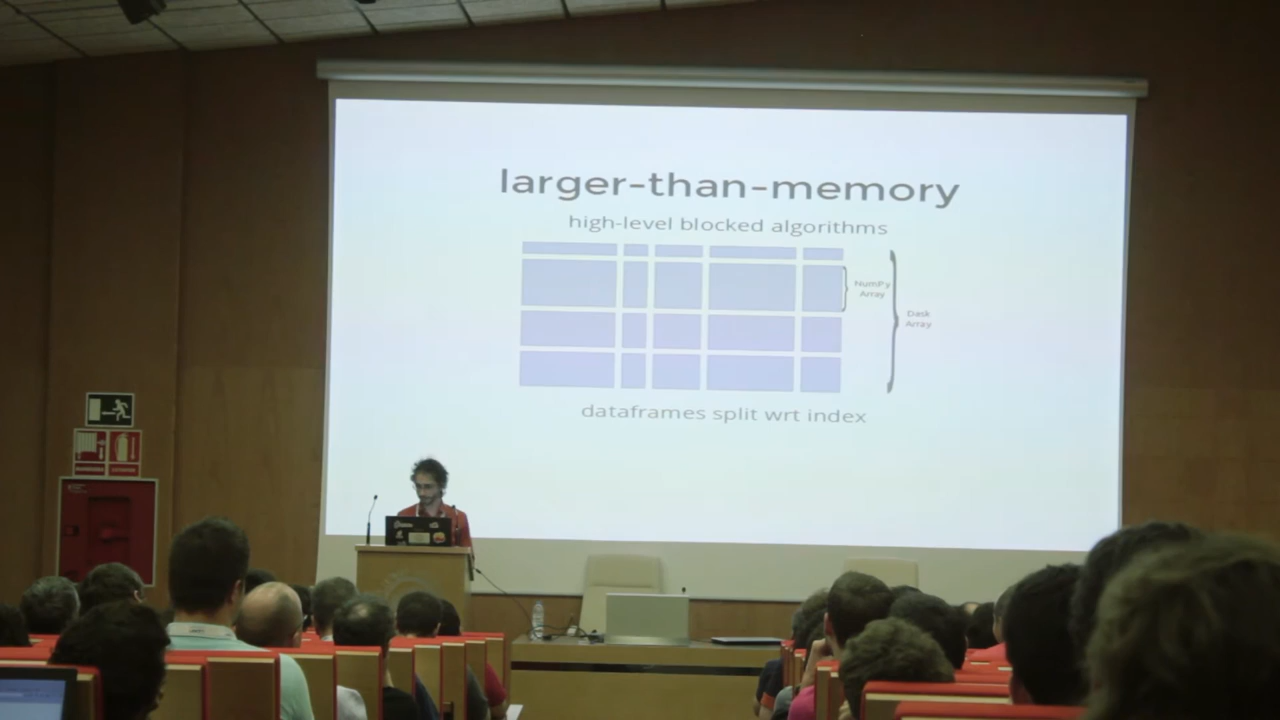 larger-than-memory
high-level blocked algorithms
NumPy
Array
Dask
Array
dataframes split wrt index